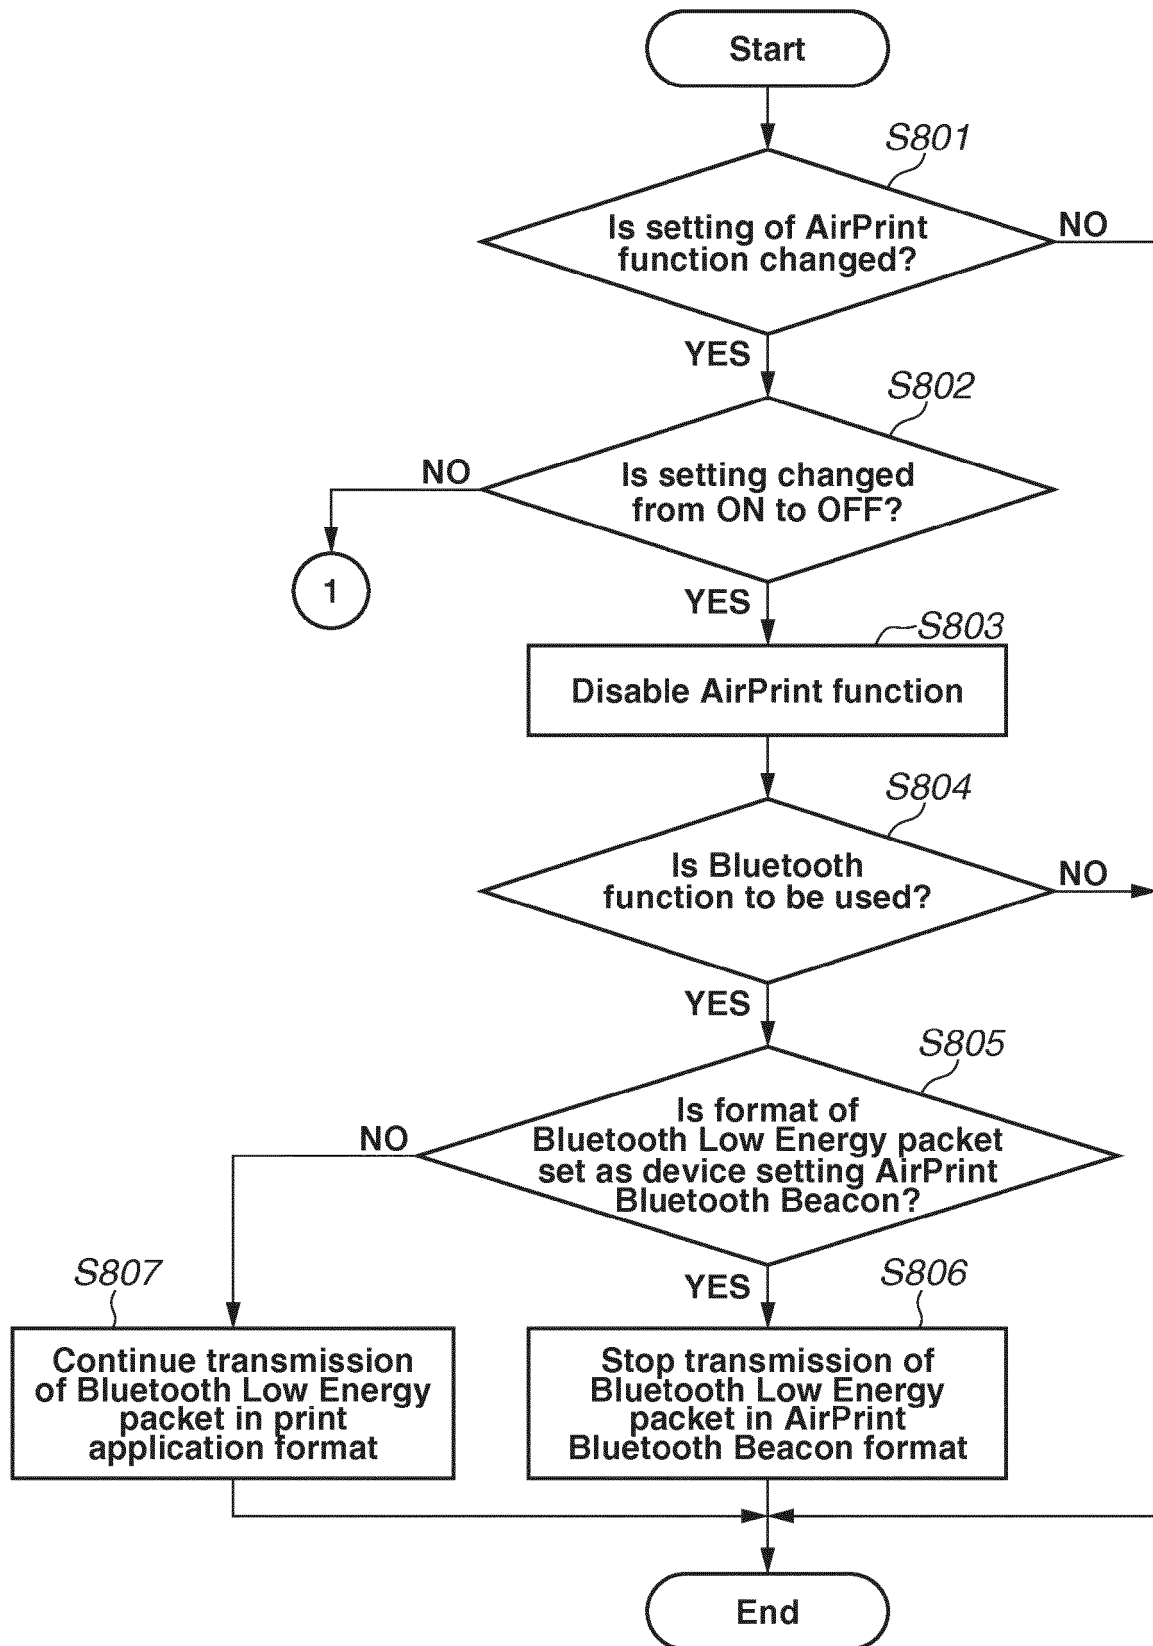 Start
S801
Is setting of AirPrint
function changed?
NO
YES
S802
Is setting changed
from ON to OFF?
NO
1
YES
S803
Disable AirPrint function
S804
Is Bluetooth
function to be used?
NO
YES
S805
Is format of
Bluetooth Low Energy packet
set as device setting AirPrint
Bluetooth Beacon?
NO
YES
S807
S806
Continue transmission
of Bluetooth Low Energy
packet in print
application format
Stop transmission of
Bluetooth Low Energy
packet in AirPrint
Bluetooth Beacon format
End